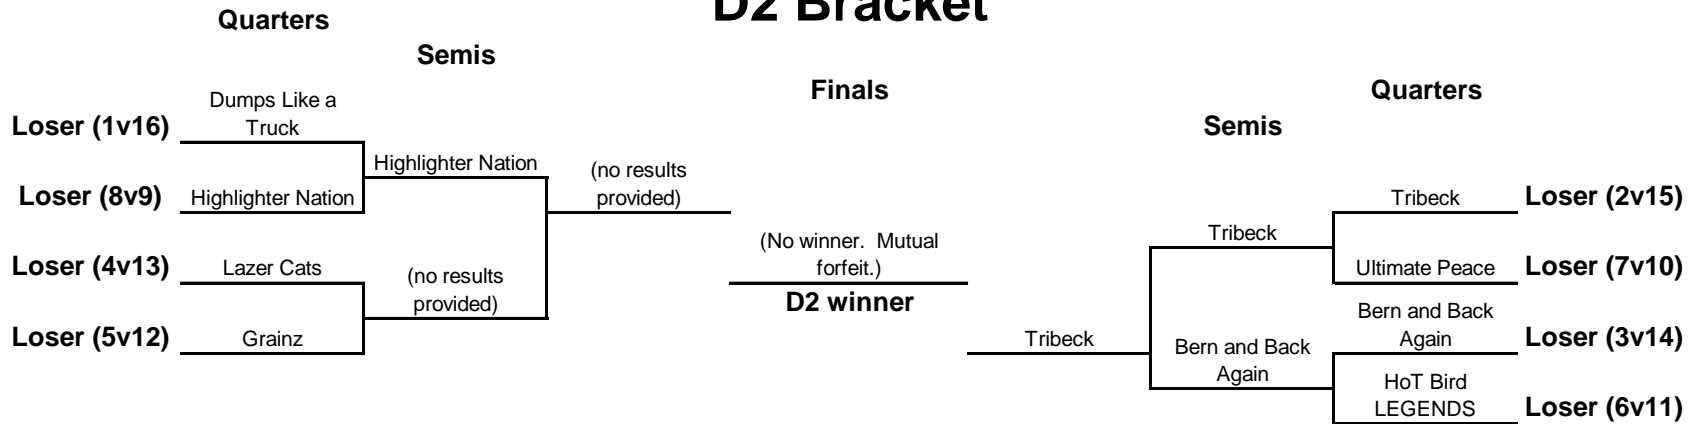 D2 Bracket
Quarters
Semis
Finals
Quarters
Semis
Dumps Like a
Truck
Loser (1v16)
Highlighter Nation
(no results
provided)
Loser (8v9)
Highlighter Nation
Tribeck
Loser (2v15)
Tribeck
(No winner. Mutual
forfeit.)
Loser (4v13)
Lazer Cats
(no results
provided)
Ultimate Peace
Loser (7v10)
D2 winner
Bern and Back
Again
Loser (3v14)
Loser (5v12)
Grainz
Tribeck
Bern and Back
Again
HoT Bird
LEGENDS
Loser (6v11)